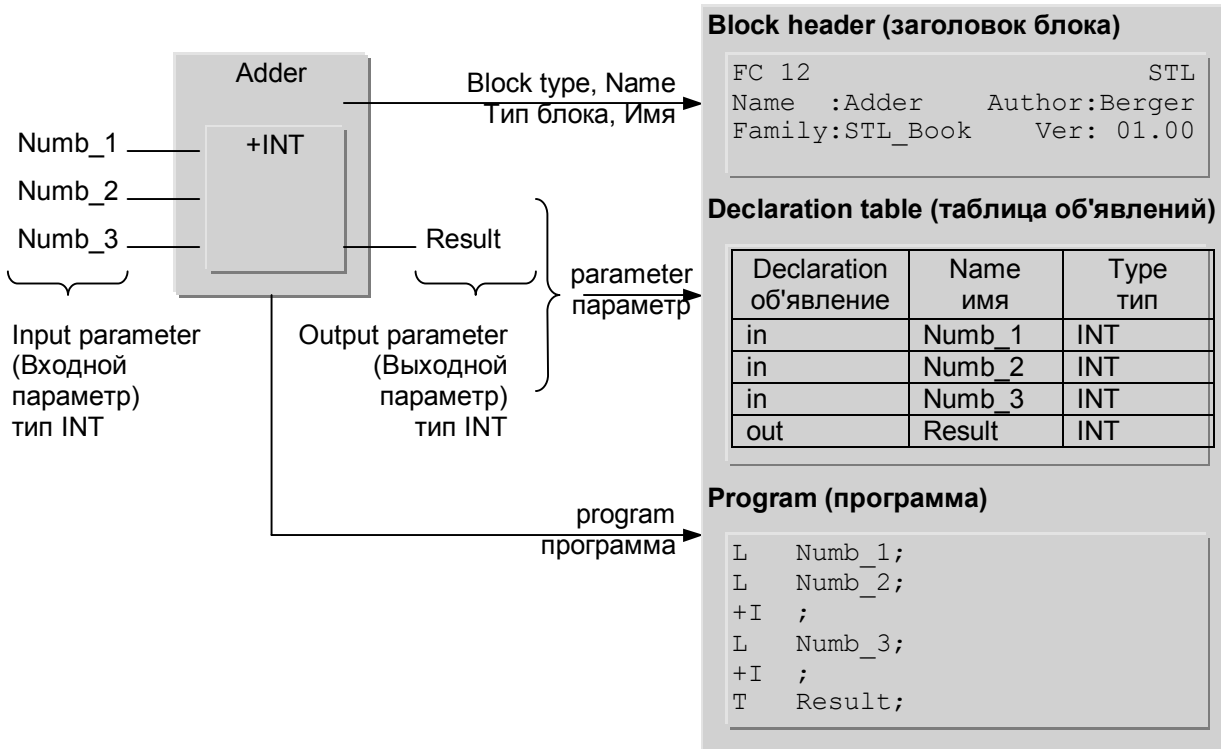 Adder
+INT
Numb_1
Numb_2
Numb_3
Result
Input parameter
(Входной
параметр)
тип INT
Output parameter
(Выходной
параметр)
тип INT
Block type, Name
Тип блока, Имя
parameter
параметр
program
программа
Block header (заголовок блока)
FC 12 STL
Name :Adder Author:Berger
Family:STL_Book Ver: 01.00
Declaration table (таблица об'явлений)
Declaration Name Type
об'явление имя тип
in Numb_1 INT
in Numb_2 INT
in Numb_3 INT
out Result INT
Program (программа)
L Numb_1;
L Numb_2;
+I ;
L Numb_3;
+I ;
T Result;